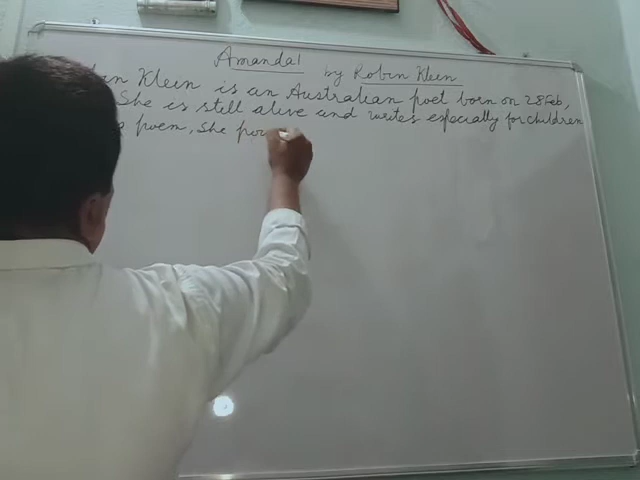 Amanda! by Robin Klein
Klein is an Australian poet born on 28 Feb,
She is still alive and writes especially for children
poem, she